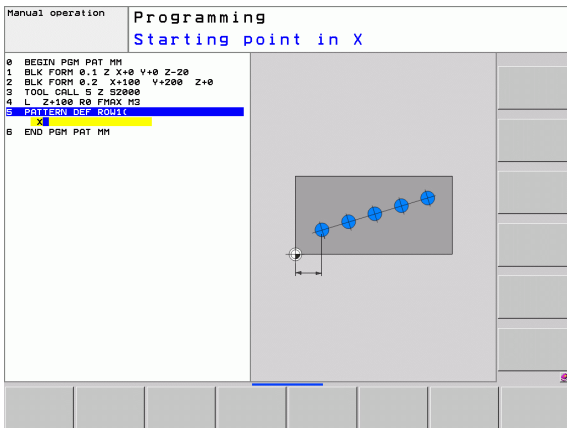 Manual operation
Programming
Starting point in X
0 BEGIN PGM PAT MM
1 BLK FORM 0.1 Z X+0 Y+0 Z-20
2 BLK FORM 0.2 X+100 Y+200 Z+0
3 TOOL CALL 5 Z S2000
4 L Z+100 R0 FMAX M3
5 PATTERN DEF ROW1(
X
6 END PGM PAT MM